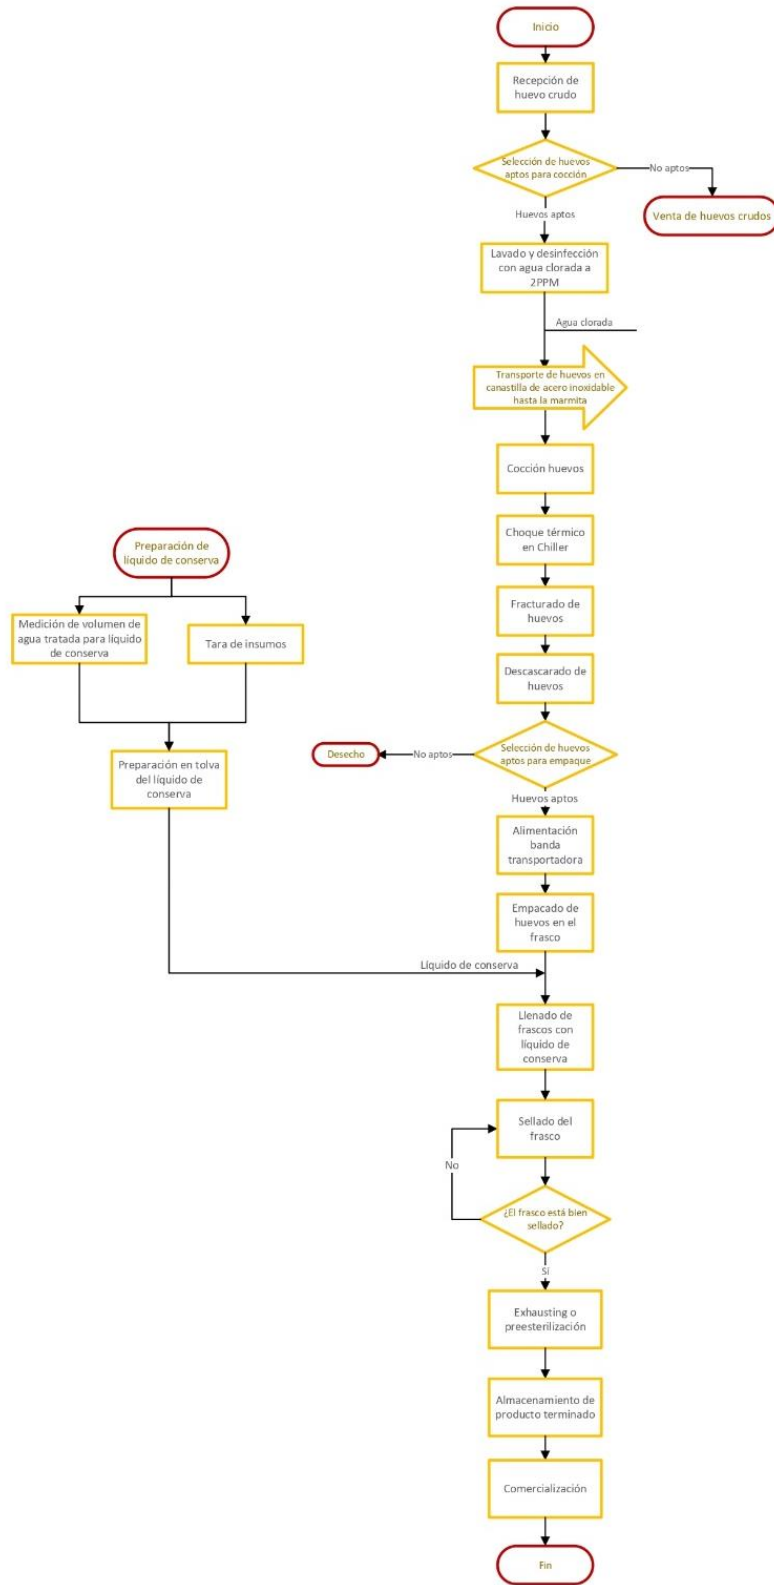 Inicio
Recepción de
huevo crudo
Selección de huevos
aptos para cocción
No aptos
Venta de huevos crudos
Huevos aptos
Lavado y desinfección
con agua clorada a
2PPM
Agua clorada
Transporte de huevos en
canastilla de acero inoxidable
hasta la marmita
Cocción huevos
Choque térmico
en Chiller
Fracturado de
huevos
Descascarado de
huevos
Selección de huevos
aptos para empaque
No aptos
Desecho
Huevos aptos
Alimentación
banda
transportadora
Empacado de
huevos en el
frasco
Preparación de
líquido de conserva
Medición de volumen de
agua tratada para líquido
de conserva
Tara de insumos
Preparación en tolva
del líquido de
conserva
Líquido de conserva
Llenado de
frascos con
líquido de
conserva
Sellado del
frasco
No
¿El frasco está bien
sellado?
Si
Exhausting o
preesterilización
Almacenamiento de
producto terminado
Comercialización
Fin